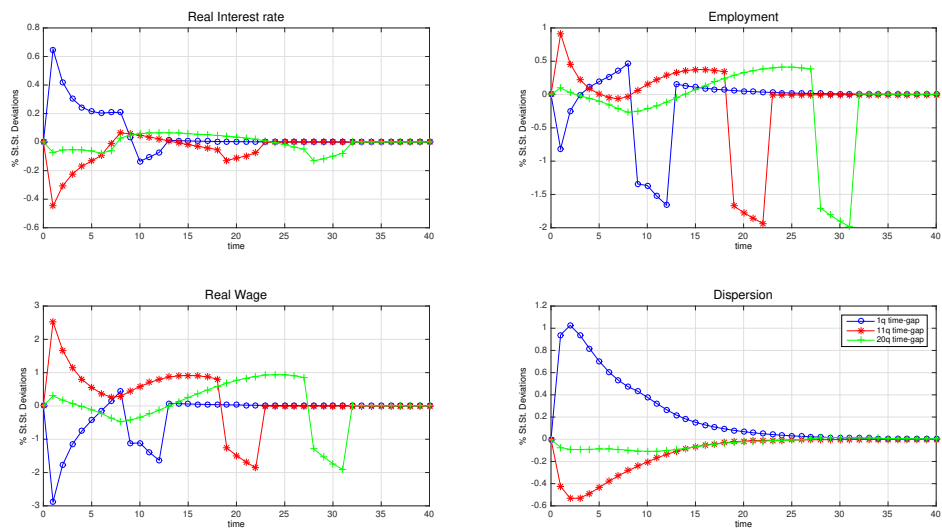 Real Interest rate
% St.St. Deviations
0.8
0.6
0.4
0.2
0
-0.2
-0.4
-0.6
0 5 10 15 20 25 30 35 40
time
Employment
% St.St. Deviations
1
0.5
0
-0.5
-1
-1.5
-2
0 5 10 15 20 25 30 35 40
time
Real Wage
% St.St. Deviations
3
2
1
0
-1
-2
-3
0 5 10 15 20 25 30 35 40
time
Dispersion
% St.St. Deviations
1.2
1
0.8
0.6
0.4
0.2
0
-0.2
-0.4
-0.6
0 5 10 15 20 25 30 35 40
time
1q time-gap
11q time-gap
20q time-gap